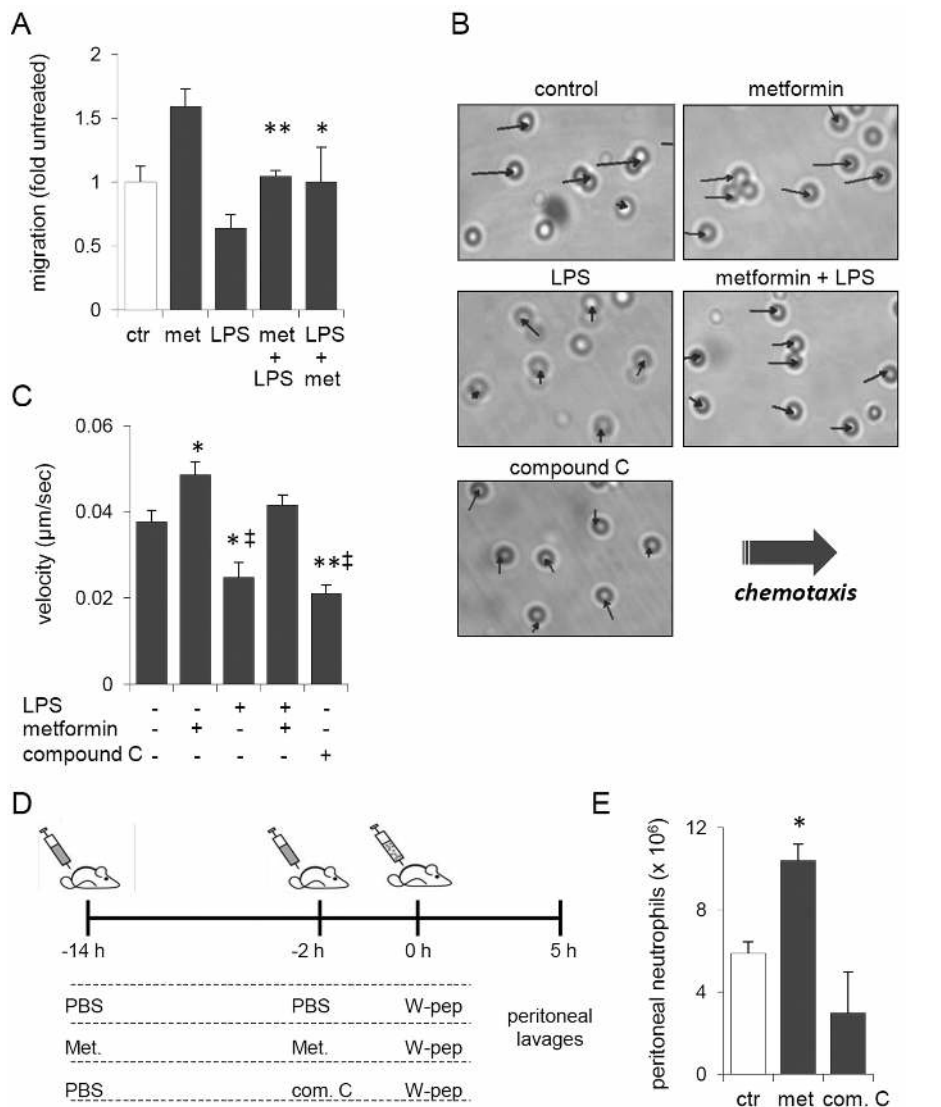 A
migration (fold untreated)
2
1.5
1
0.5
0
** *
ctr met LPS met + LPS LPS + met
B
control
metformin
LPS
metformin + LPS
compound C
chemotaxis
C
velocity (µm/sec)
0.06
0.04
0.02
0
*
*‡
**‡
LPS - - + + -
metformin - + - + -
compound C - - - - +
D
-14 h -2 h 0 h 5 h
PBS PBS W-pep
Met. Met. W-pep
PBS com. C W-pep
peritoneal
lavages
E
peritoneal neutrophils (x 10⁶)
12
9
6
4
0
*
ctr met com. C